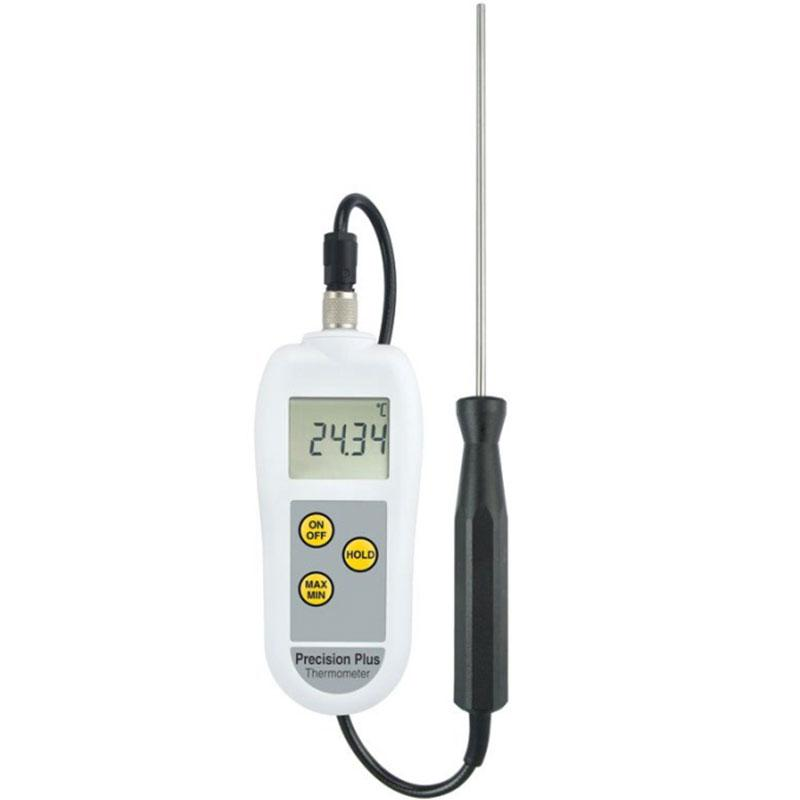 °C
24.34
ON
OFF
HOLD
MAX
MIN
Precision Plus
Thermometer